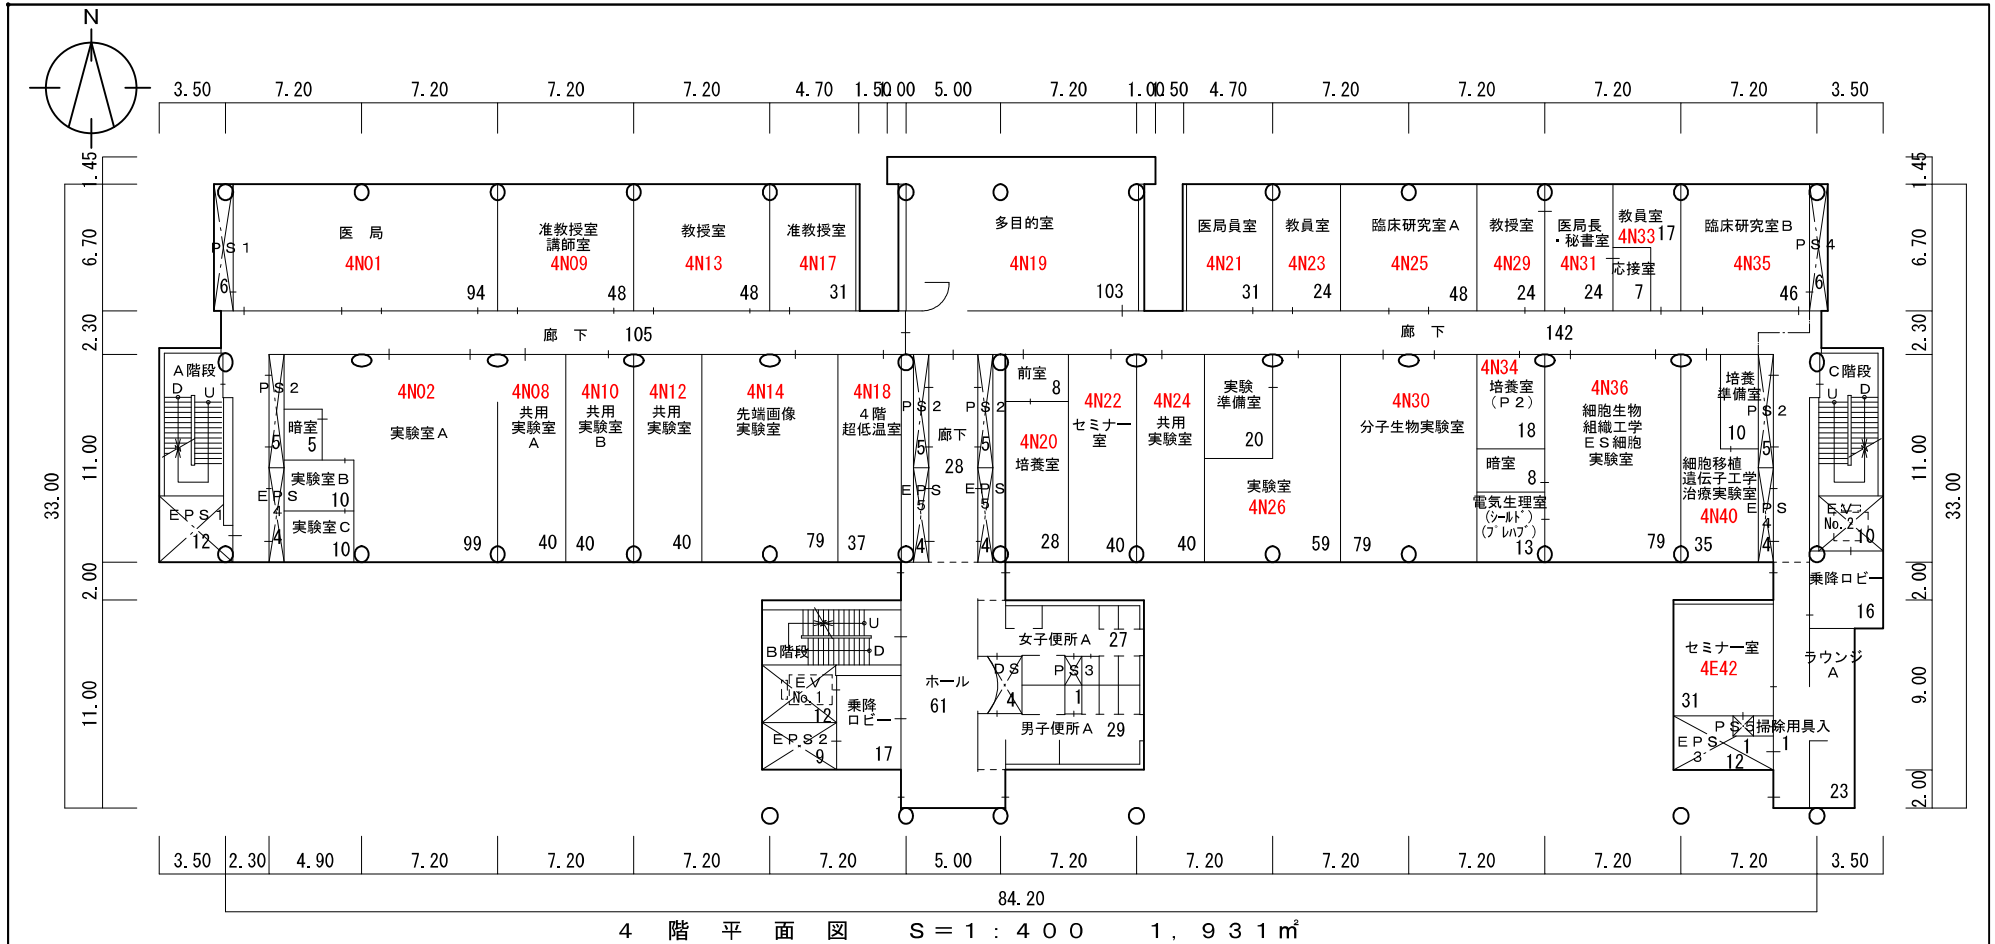 N
3.50 7.20 7.20 7.20 7.20 4.70 1.50 1.00 5.00 7.20 1.00 1.50 4.70 7.20 7.20 7.20 7.20 3.50
1.45
6.70
2.30
11.00
2.00
11.00
33.00
1.45
6.70
2.30
11.00
2.00
9.00
2.00
33.00
PS1
6
医 局
4N01
94
准教授室
講師室
4N09
48
教授室
4N13
48
准教授室
4N17
31
多目的室
4N19
103
医局員室
4N21
31
教員室
4N23
24
臨床研究室A
4N25
48
教授室
4N29
24
医局長
・秘書室
4N31
24
教員室
4N33
17
応接室
7
臨床研究室B
4N35
46
PS4
6
廊 下 105
廊 下 142
A階段
D
U
EPS1
12
PS2
5
EPS
4
4
暗室
5
実験室B
10
実験室C
10
4N02
実験室A
99
4N08
共用
実験室
A
40
4N10
共用
実験室
B
40
4N12
共用
実験室
40
4N14
先端画像
実験室
79
4N18
4階
超低温室
37
PS2
5
EPS
5
4
廊下
28
PS2
5
EPS
5
4
前室
8
4N20
培養室
28
4N22
セミナー
室
40
4N24
共用
実験室
40
実験
準備室
20
実験室
4N26
59
4N30
分子生物実験室
79
4N34
培養室
(P2)
18
暗室
8
電気生理室
(シールド)
(プレハブ)
13
4N36
細胞生物
組織工学
ES細胞
実験室
79
培養
準備室
10
細胞移植
遺伝子工学
治療実験室
4N40
35
PS2
5
EPS
4
4
C階段
U
D
EV
No.2
10
乗降ロビー
16
B階段
U
D
EV
No.1
12
EPS2
9
乗降
ロビー
17
ホール
61
女子便所A
27
DS
4
PS3
1
男子便所A
29
セミナー室
4E42
31
ラウンジ
A
PS5
1
掃除用具入
1
EPS
3
12
23
3.50 2.30 4.90 7.20 7.20 7.20 7.20 5.00 7.20 7.20 7.20 7.20 7.20 7.20 3.50
84.20
4 階 平 面 図 S=1:400 1,931㎡